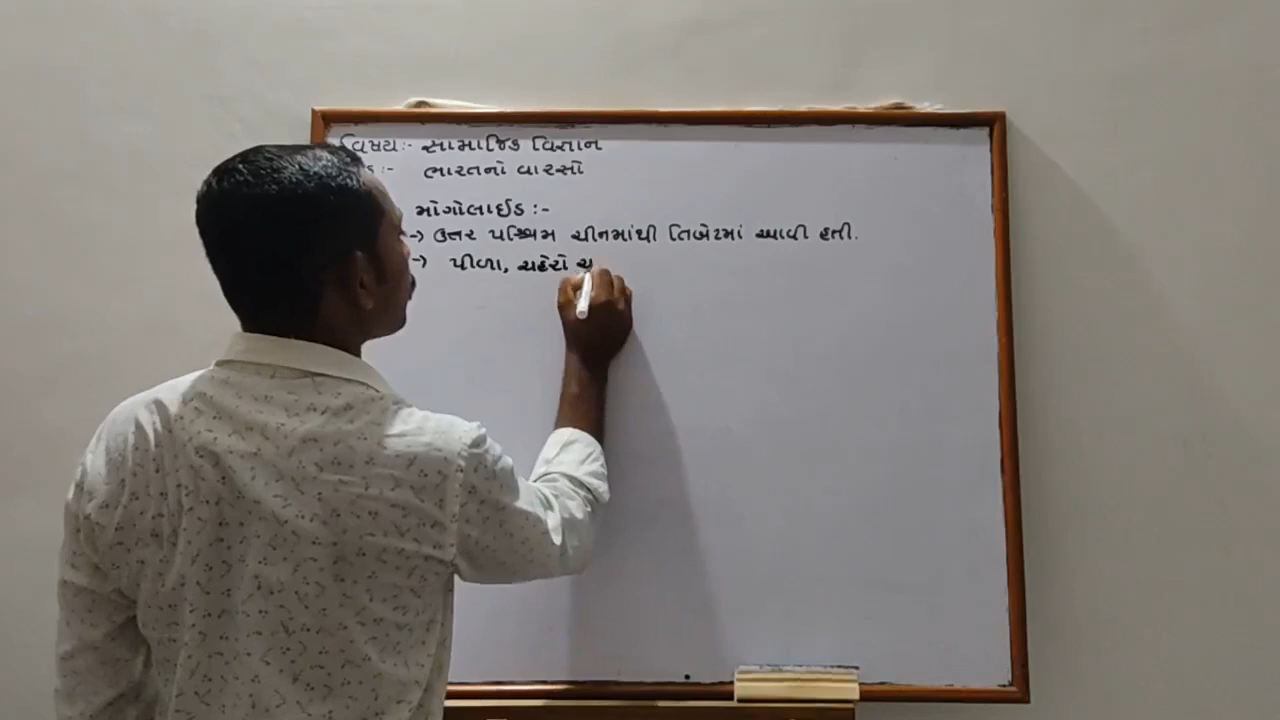 વિષય:- સામાજિક વિજ્ઞાન
:- ભારતનો વારસો
મોંગોલાઈડ :-
-> ઉત્તર પશ્ચિમ ચીનમાંથી તિબેટમાં આવી હતી.
-> પીળા, ચહેરો ચ